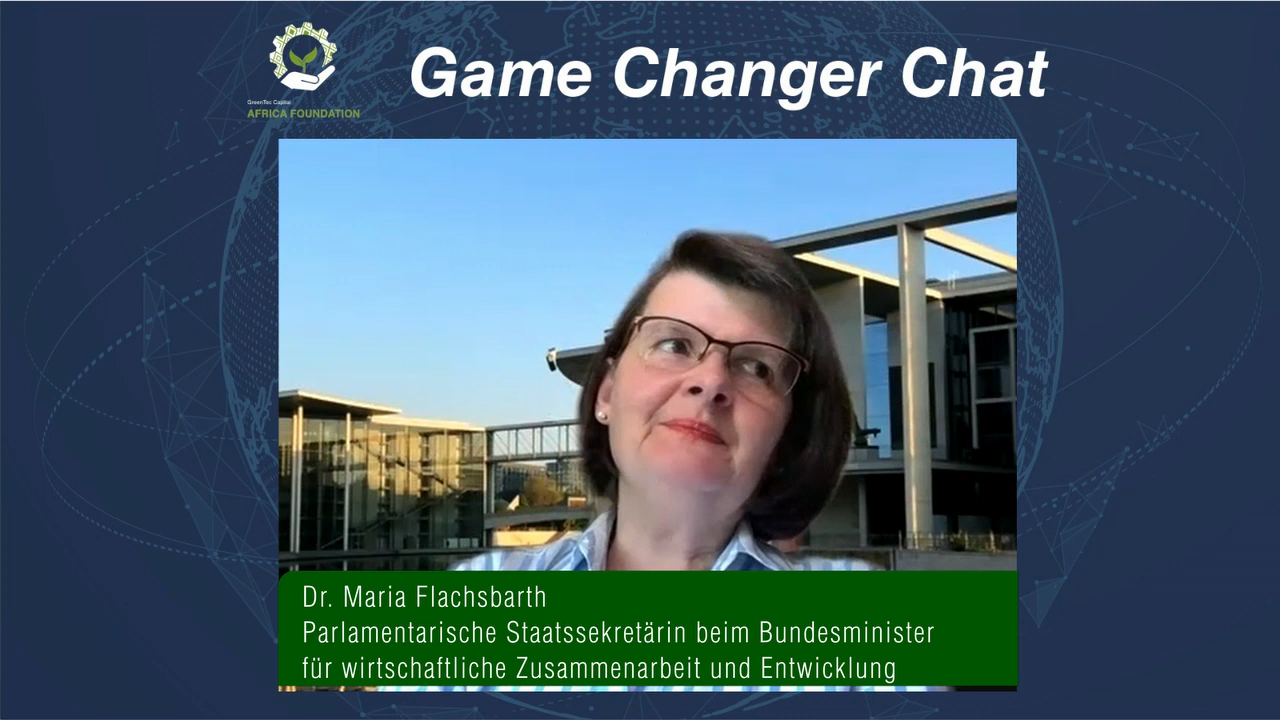 GreenTec Capital
AFRICA FOUNDATION
Game Changer Chat
Dr. Maria Flachsbarth
Parlamentarische Staatssekretärin beim Bundesminister
für wirtschaftliche Zusammenarbeit und Entwicklung